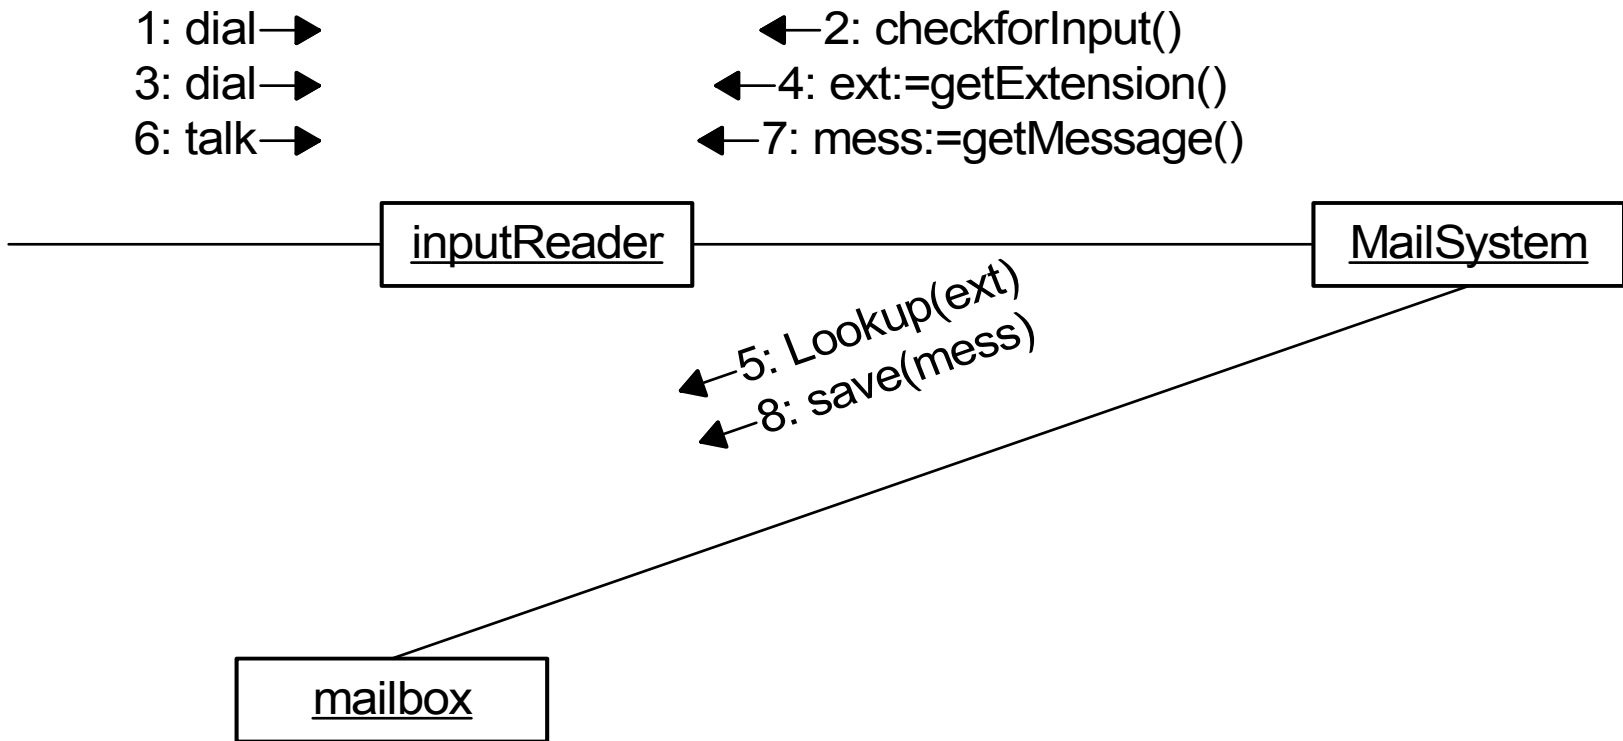 1: dial
2: checkforInput()
3: dial
4: ext:=getExtension()
6: talk
7: mess:=getMessage()
inputReader
MailSystem
5: Lookup(ext)
8: save(mess)
mailbox